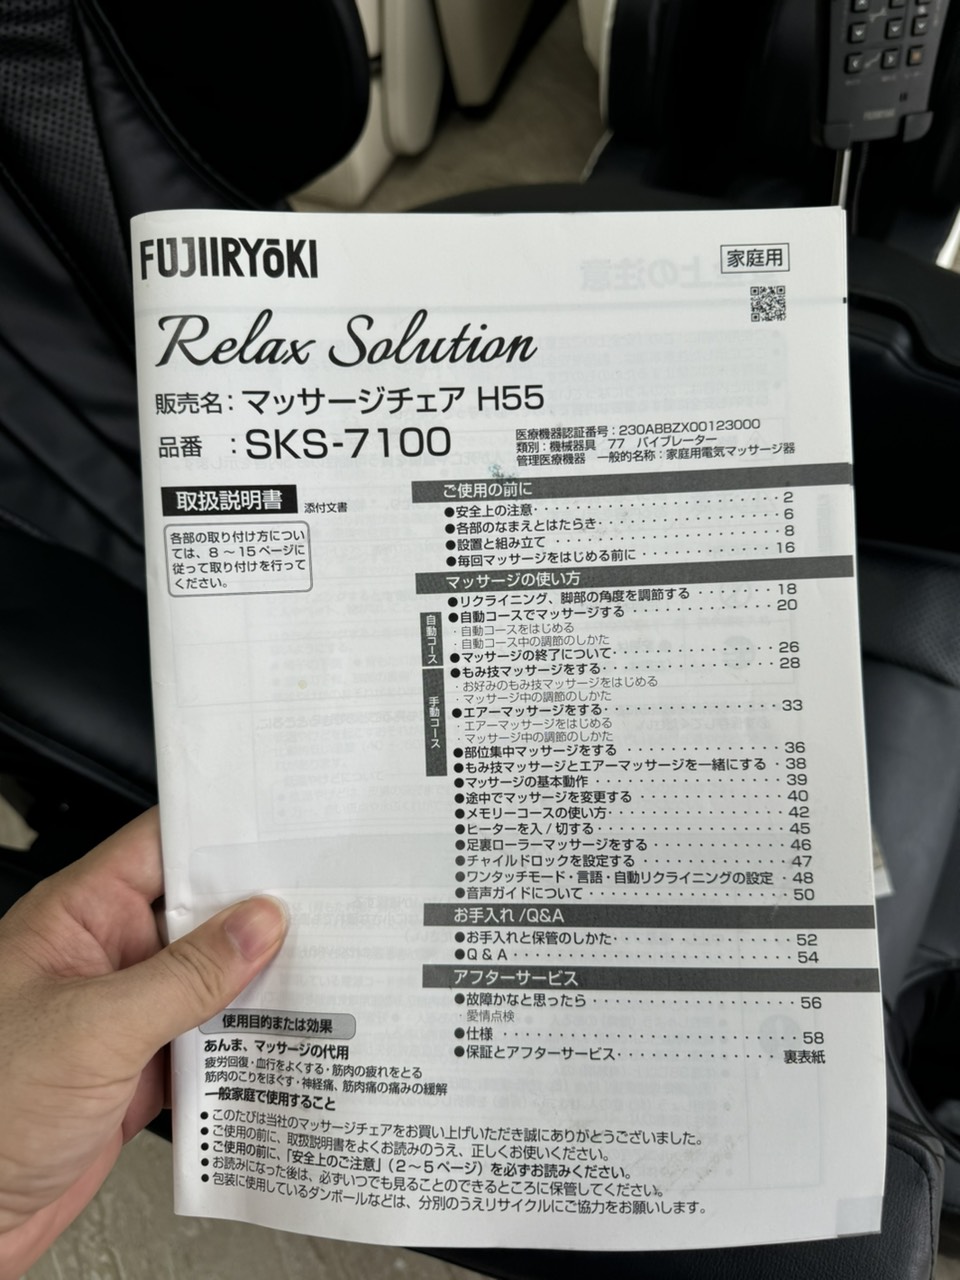 FUJIIRYōKI
家庭用
Relax Solution
販売名：マッサージチェア H55
品番 ：SKS-7100
医療機器認証番号：230ABBZX00123000
類別：機械器具 77 バイブレーター
管理医療機器 一般的名称：家庭用電気マッサージ器
取扱説明書 添付文書
各部の取り付け方につい
ては、8～15ページに
従って取り付けを行って
ください。
ご使用の前に
●安全上の注意 2
●各部のなまえとはたらき 6
●設置と組み立て 8
●毎回マッサージをはじめる前に 16
マッサージの使い方
●リクライニング、脚部の角度を調節する 18
自動コース
●自動コースでマッサージする 20
・自動コースをはじめる
・自動コース中の調節のしかた
●マッサージの終了について 26
手動コース
●もみ技マッサージをする 28
・お好みのもみ技マッサージをはじめる
・マッサージ中の調節のしかた
●エアーマッサージをする 33
・エアーマッサージをはじめる
・マッサージ中の調節のしかた
●部位集中マッサージをする 36
●もみ技マッサージとエアーマッサージを一緒にする 38
●マッサージの基本動作 39
●途中でマッサージを変更する 40
●メモリーコースの使い方 42
●ヒーターを入/切する 45
●足裏ローラーマッサージをする 46
●チャイルドロックを設定する 47
●ワンタッチモード・言語・自動リクライニングの設定 48
●音声ガイドについて 50
お手入れ/Q&A
●お手入れと保管のしかた 52
●Q & A 54
アフターサービス
●故障かなと思ったら 56
・愛情点検
●仕様 58
●保証とアフターサービス 裏表紙
使用目的または効果
あんま、マッサージの代用
疲労回復・血行をよくする・筋肉の疲れをとる
筋肉のこりをほぐす・神経痛、筋肉痛の痛みの緩解
一般家庭で使用すること
● このたびは当社のマッサージチェアをお買い上げいただき誠にありがとうございました。
● ご使用の前に、取扱説明書をよくお読みのうえ、正しくお使いください。
● ご使用の前に、「安全上のご注意」（2～5ページ）を必ずお読みください。
● お読みになった後は、必ずいつでも見ることのできるところに保管してください。
● 包装に使用しているダンボールなどは、分別のうえリサイクルにご協力をお願いします。